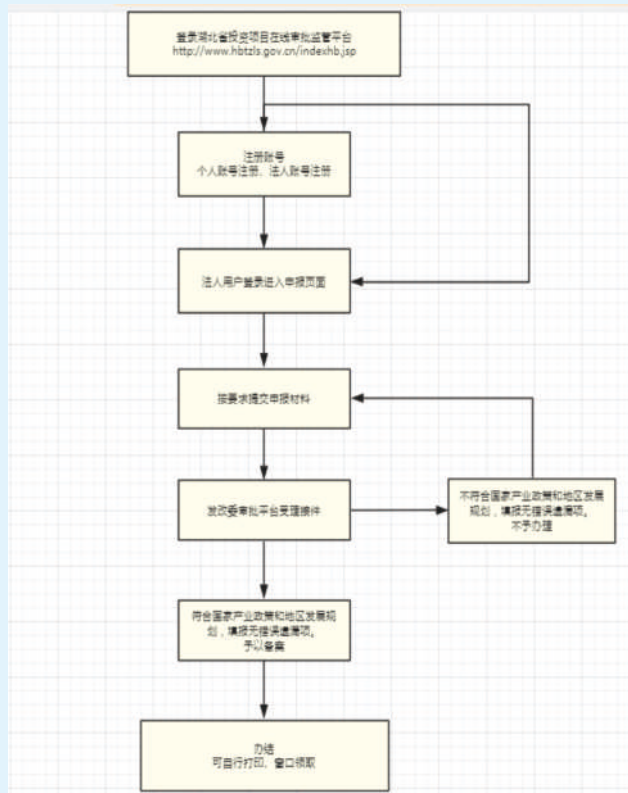 登录湖北省投资项目在线审批监管平台
http://www.hbtzls.gov.cn/indexhb.jsp
注册账号
个人账号注册、法人账号注册
法人用户登录进入申报页面
按要求提交申报材料
发改委审批平台受理接件
不符合国家产业政策和地区发展
规划，填报无错误遗漏项。
不予办理
符合国家产业政策和地区发展规
划，填报无错误遗漏项。
予以备案
办结
可自行打印、窗口领取